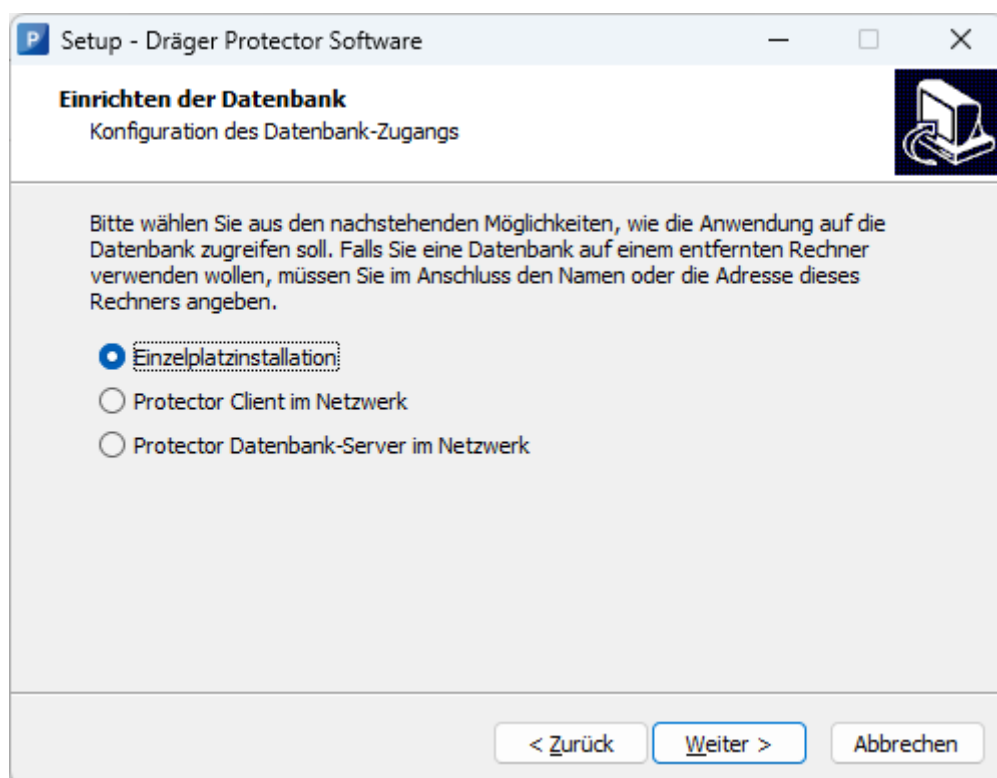 P Setup - Dräger Protector Software
Einrichten der Datenbank
Konfiguration des Datenbank-Zugangs
Bitte wählen Sie aus den nachstehenden Möglichkeiten, wie die Anwendung auf die
Datenbank zugreifen soll. Falls Sie eine Datenbank auf einem entfernten Rechner
verwenden wollen, müssen Sie im Anschluss den Namen oder die Adresse dieses
Rechners angeben.
Einzelplatzinstallation
Protector Client im Netzwerk
Protector Datenbank-Server im Netzwerk
< Zurück Weiter > Abbrechen